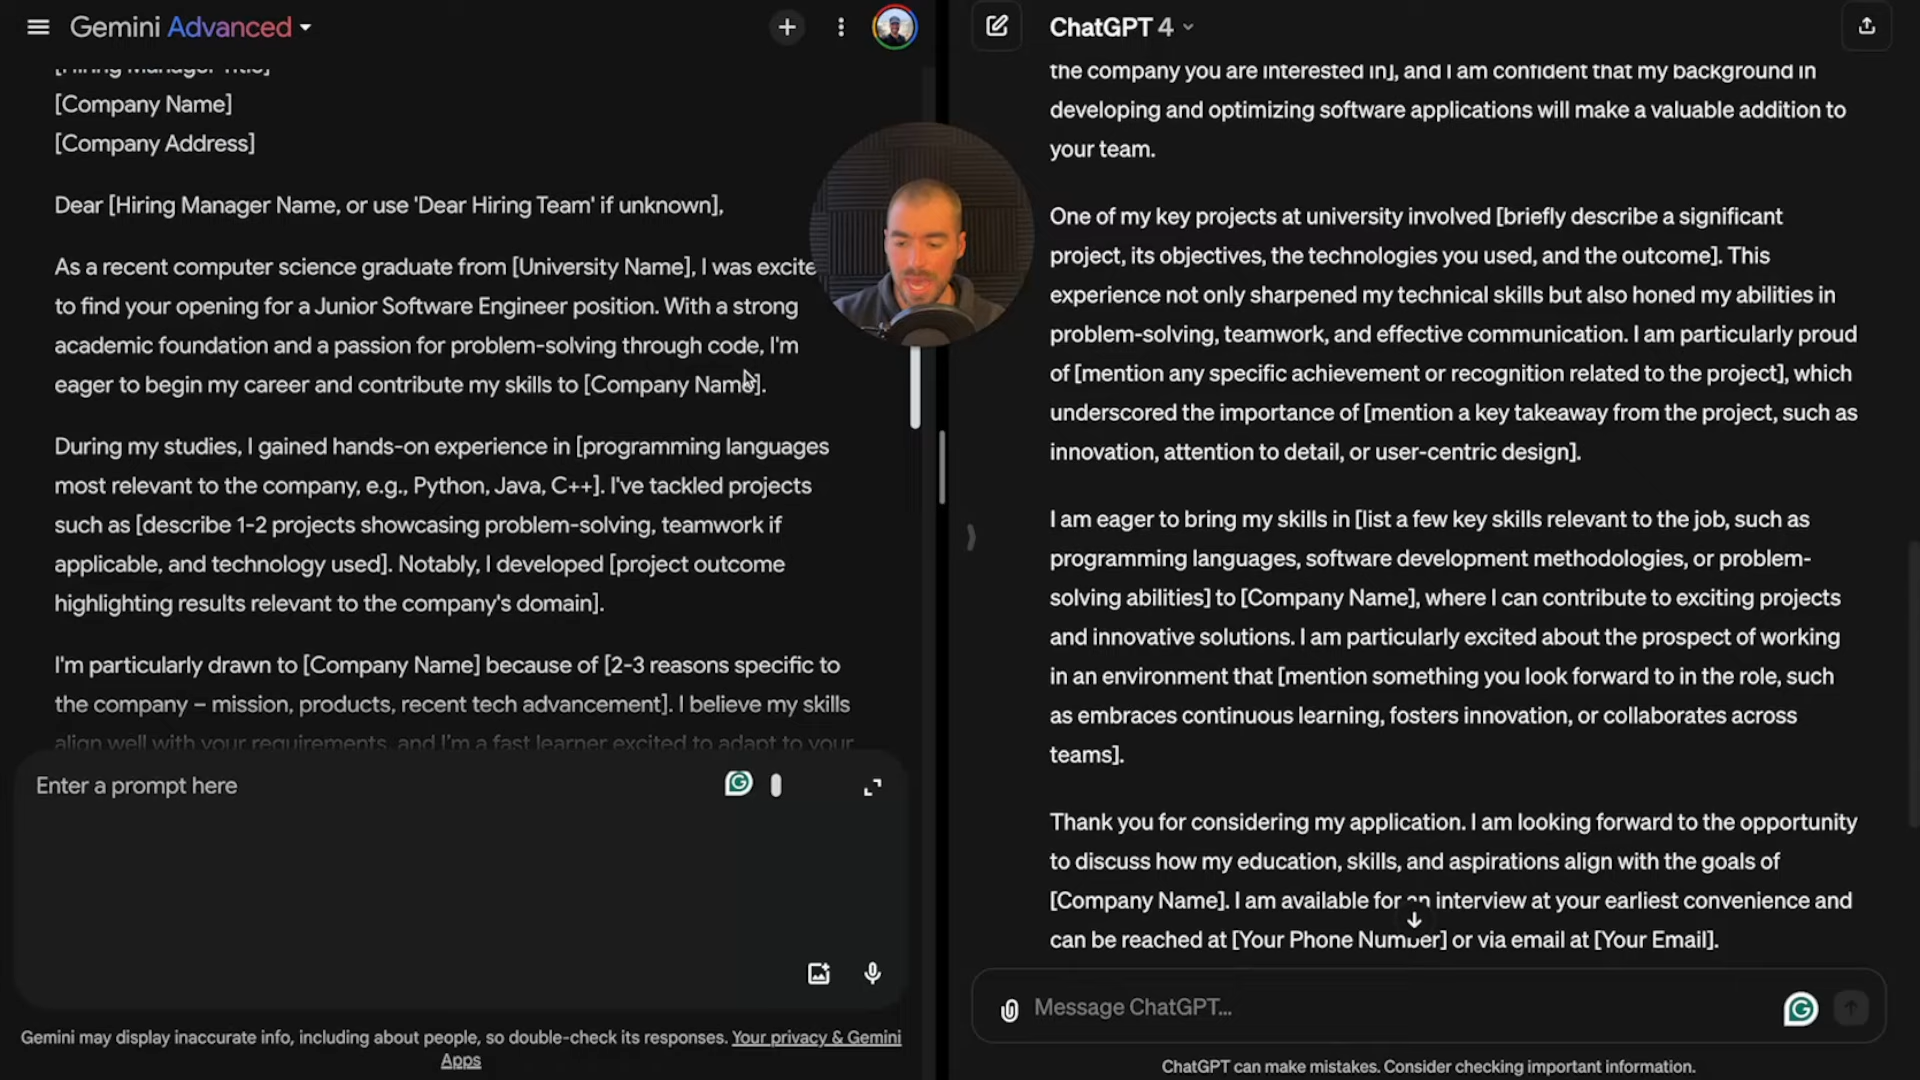 Gemini Advanced
[Hiring Manager Title]
[Company Name]
[Company Address]
Dear [Hiring Manager Name, or use 'Dear Hiring Team' if unknown],
As a recent computer science graduate from [University Name], I was excite
to find your opening for a Junior Software Engineer position. With a strong
academic foundation and a passion for problem-solving through code, I'm
eager to begin my career and contribute my skills to [Company Name].
During my studies, I gained hands-on experience in [programming languages
most relevant to the company, e.g., Python, Java, C++]. I've tackled projects
such as [describe 1-2 projects showcasing problem-solving, teamwork if
applicable, and technology used]. Notably, I developed [project outcome
highlighting results relevant to the company's domain].
I'm particularly drawn to [Company Name] because of [2-3 reasons specific to
the company – mission, products, recent tech advancement]. I believe my skills
align well with your requirements, and I'm a fast learner excited to adapt to your
Enter a prompt here
Gemini may display inaccurate info, including about people, so double-check its responses. Your privacy & Gemini
Apps
ChatGPT 4
the company you are interested in], and I am confident that my background in
developing and optimizing software applications will make a valuable addition to
your team.
One of my key projects at university involved [briefly describe a significant
project, its objectives, the technologies you used, and the outcome]. This
experience not only sharpened my technical skills but also honed my abilities in
problem-solving, teamwork, and effective communication. I am particularly proud
of [mention any specific achievement or recognition related to the project], which
underscored the importance of [mention a key takeaway from the project, such as
innovation, attention to detail, or user-centric design].
I am eager to bring my skills in [list a few key skills relevant to the job, such as
programming languages, software development methodologies, or problem-
solving abilities] to [Company Name], where I can contribute to exciting projects
and innovative solutions. I am particularly excited about the prospect of working
in an environment that [mention something you look forward to in the role, such
as embraces continuous learning, fosters innovation, or collaborates across
teams].
Thank you for considering my application. I am looking forward to the opportunity
to discuss how my education, skills, and aspirations align with the goals of
[Company Name]. I am available for an interview at your earliest convenience and
can be reached at [Your Phone Number] or via email at [Your Email].
Message ChatGPT...
ChatGPT can make mistakes. Consider checking important information.